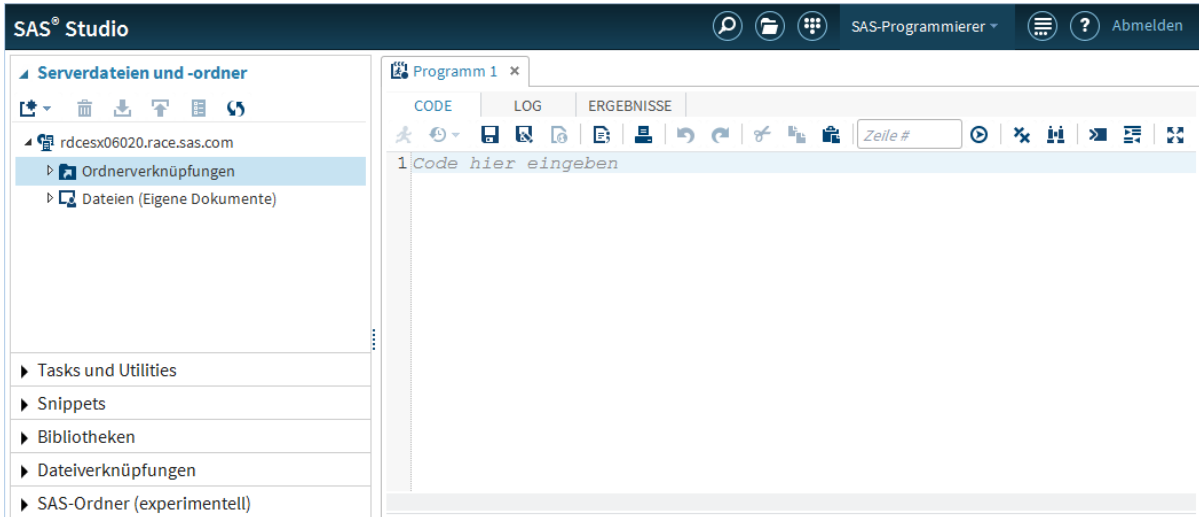 SAS® Studio
SAS-Programmierer
?
Abmelden
Serverdateien und -ordner
rdcesx06020.race.sas.com
Ordnerverknüpfungen
Dateien (Eigene Dokumente)
Tasks und Utilities
Snippets
Bibliotheken
Dateiverknüpfungen
SAS-Ordner (experimentell)
Programm 1 ×
CODE LOG ERGEBNISSE
Zeile #
1 Code hier eingeben